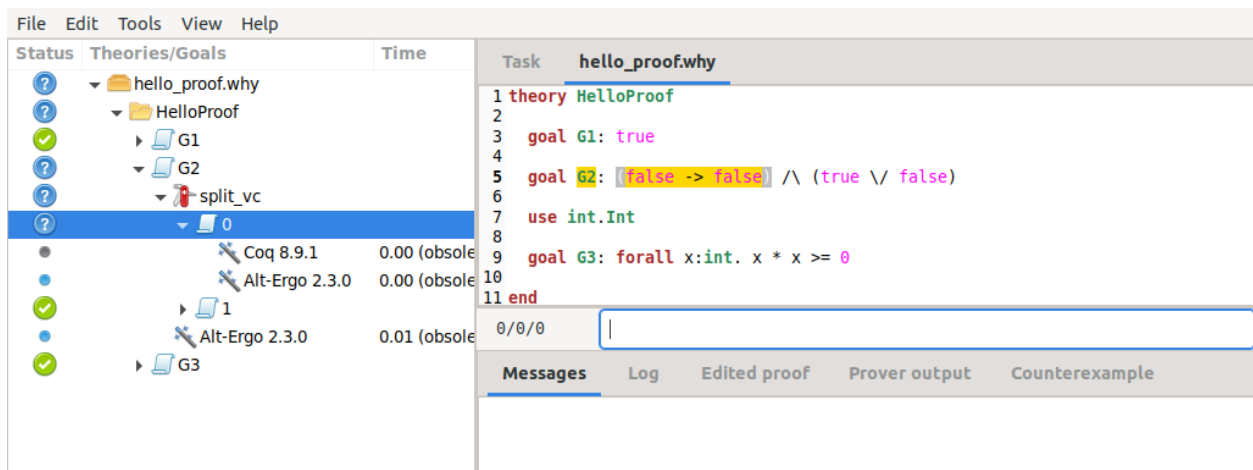 File Edit Tools View Help
Status Theories/Goals Time
hello_proof.why
HelloProof
G1
G2
split_vc
0
Coq 8.9.1 0.00 (obsole
Alt-Ergo 2.3.0 0.00 (obsole
1
Alt-Ergo 2.3.0 0.01 (obsole
G3
Task hello_proof.why
1 theory HelloProof
2
3 goal G1: true
4
5 goal G2: (false -> false) /\ (true \/ false)
6
7 use int.Int
8
9 goal G3: forall x:int. x * x >= 0
10
11 end
0/0/0
Messages Log Edited proof Prover output Counterexample